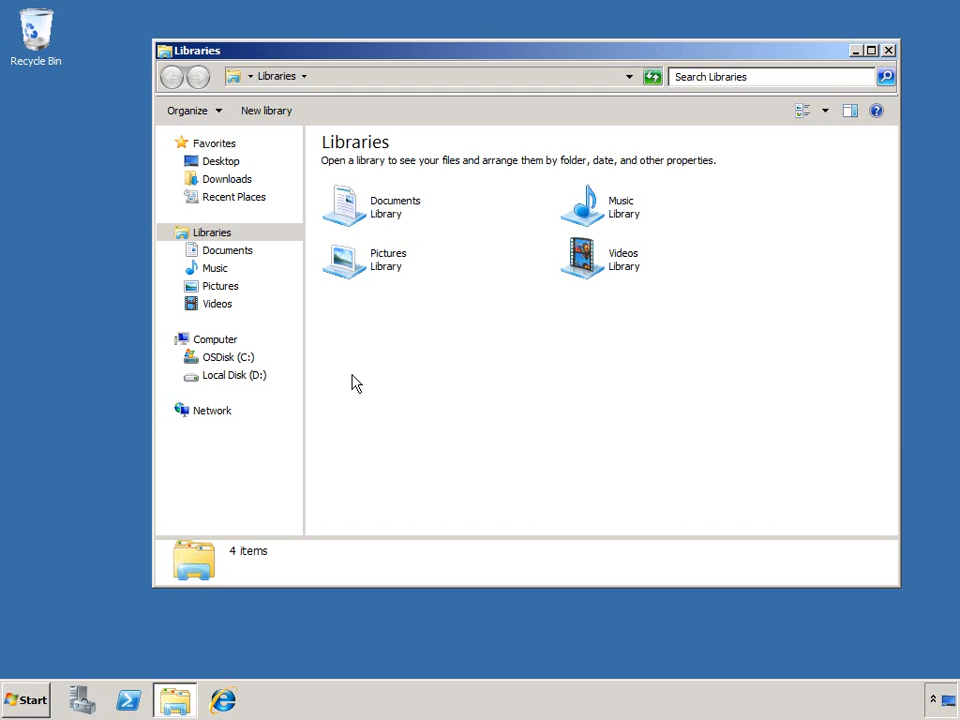 Recycle Bin
Libraries
Libraries
Search Libraries
Organize
New library
Favorites
Desktop
Downloads
Recent Places
Libraries
Documents
Music
Pictures
Videos
Computer
OSDisk (C:)
Local Disk (D:)
Network
Libraries
Open a library to see your files and arrange them by folder, date, and other properties.
Documents
Library
Music
Library
Pictures
Library
Videos
Library
4 items
Start